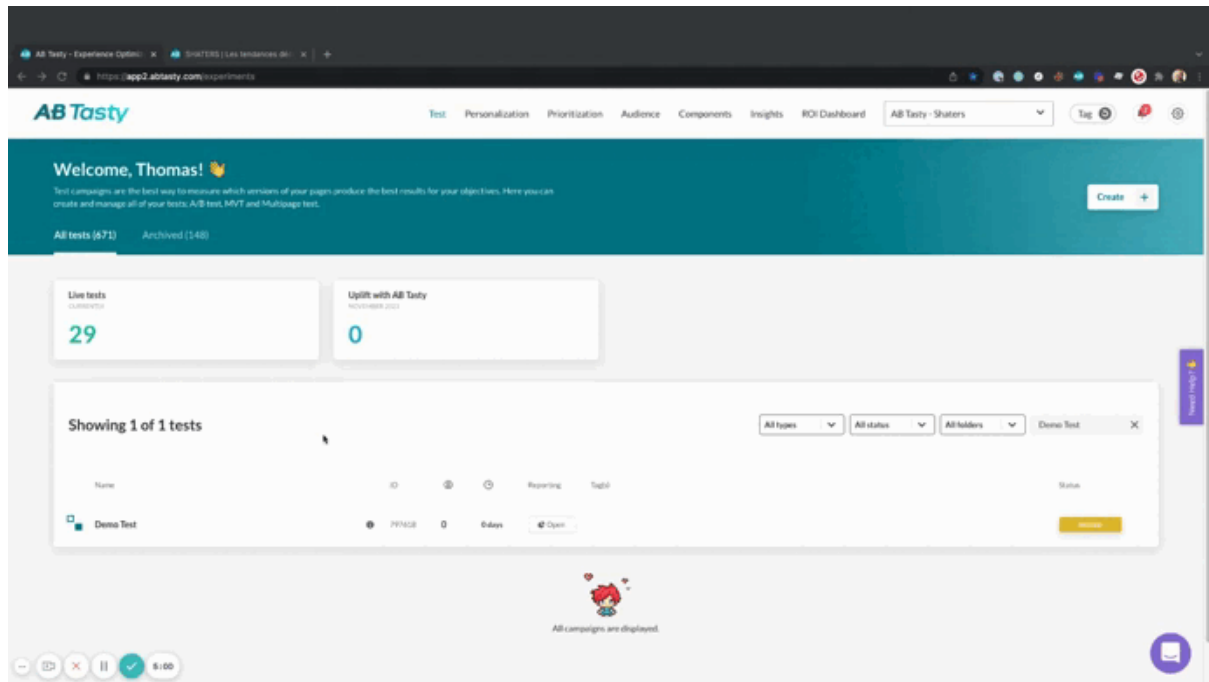 AB Tasty - Experience Optimi
SHATERS | Les tendances de
https://app2.abtasty.com/experiments
AB Tasty
Test Personalization Prioritization Audience Components Insights ROI Dashboard AB Tasty - Shaters Tag
Welcome, Thomas! 👋
Test campaigns are the best way to measure which versions of your pages produce the best results for your objectives. Here you can
create and manage all of your tests: A/B test, MVT and Multipage test.
Create +
All tests (671) Archived (148)
Live tests
CURRENTLY
29
Uplift with AB Tasty
NOVEMBER 2021
0
Need Help? 👋
Showing 1 of 1 tests
All types All status All folders Demo Test
Name ID Reporting Tag(s) Status
Demo Test 797618 0 0 days Open
All campaigns are displayed.
5:00